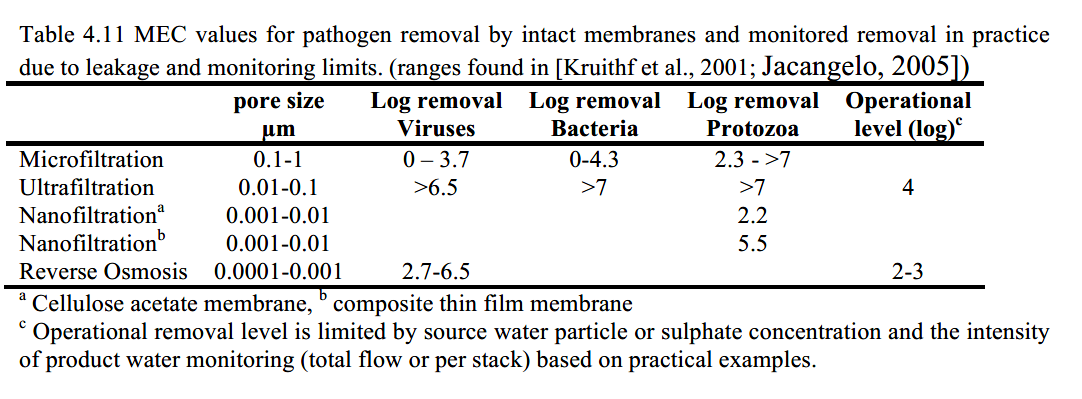 Table 4.11 MEC values for pathogen removal by intact membranes and monitored removal in practice
due to leakage and monitoring limits. (ranges found in [Kruithf et al., 2001; Jacangelo, 2005])
pore size Log removal Log removal Log removal Operational
µm Viruses Bacteria Protozoa level (log)c
Microfiltration 0.1-1 0 – 3.7 0-4.3 2.3 - >7
Ultrafiltration 0.01-0.1 >6.5 >7 >7 4
Nanofiltrationa 0.001-0.01 2.2
Nanofiltrationb 0.001-0.01 5.5
Reverse Osmosis 0.0001-0.001 2.7-6.5 2-3
a Cellulose acetate membrane, b composite thin film membrane
c Operational removal level is limited by source water particle or sulphate concentration and the intensity
of product water monitoring (total flow or per stack) based on practical examples.